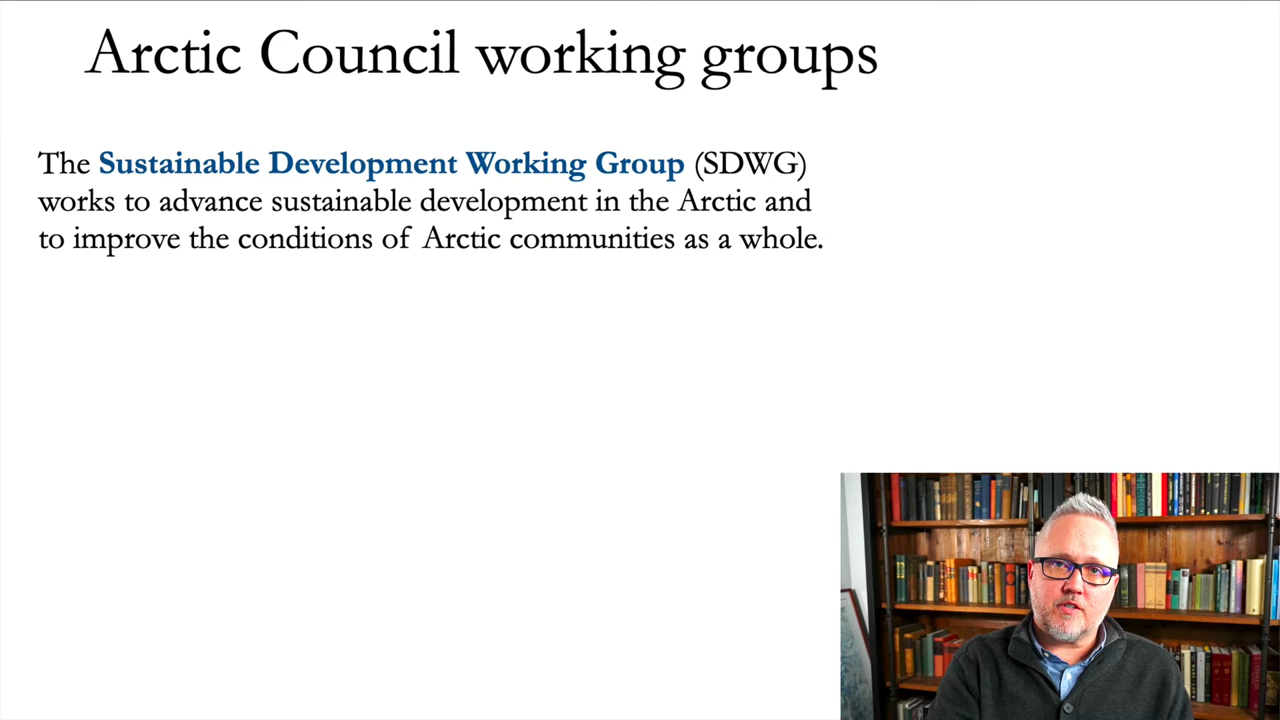 Arctic Council working groups
The Sustainable Development Working Group (SDWG)
works to advance sustainable development in the Arctic and
to improve the conditions of Arctic communities as a whole.